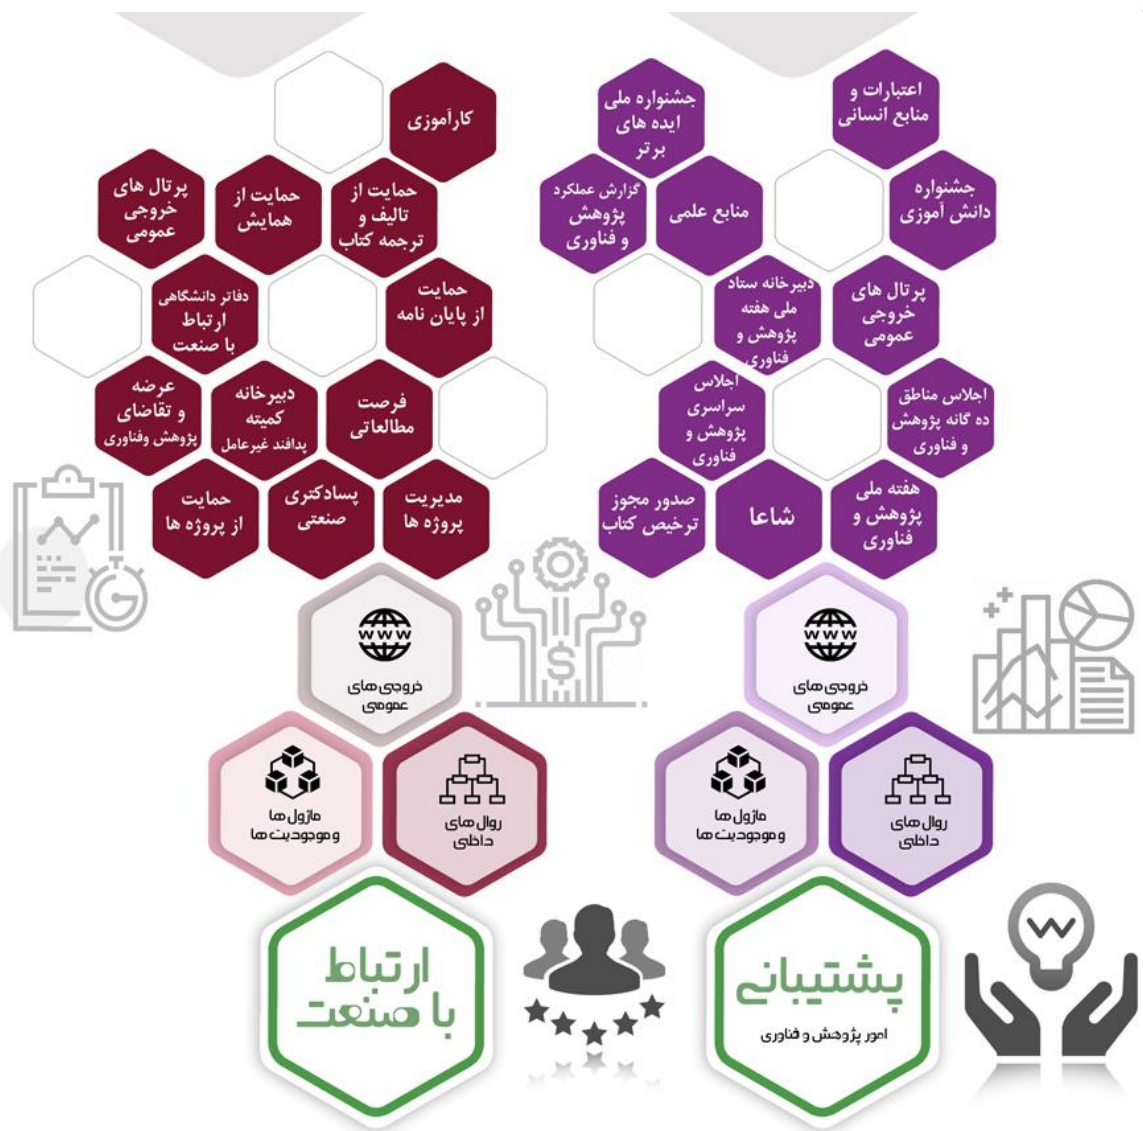 اعتبارات و
منابع انسانی
جشنواره ملی
ایده های
برتر
جشنواره
دانش آموزی
منابع علمی
گزارش عملکرد
پژوهش
و فناوری
پرتال های
خروجی
عمومی
دبیرخانه ستاد
ملی هفته
پژوهش و
فناوری
اجلاس مناطق
ده گانه پژوهش
و فناوری
اجلاس
سراسری
پژوهش و
فناوری
هفته ملی
پژوهش و
فناوری
شاعا
صدور مجوز
ترخیص کتاب
خروجی های
عمومی
روال های
داخلی
ماژول ها
و موجودیت ها
پشتیبانی
امور پژوهش و فناوری
کارآموزی
حمایت از
تالیف و
ترجمه کتاب
حمایت از
همایش
پرتال های
خروجی
عمومی
حمایت
از پایان نامه
دفاتر دانشگاهی
ارتباط
با صنعت
فرصت
مطالعاتی
دبیرخانه
کمیته
پدافند غیرعامل
عرضه
و تقاضای
پژوهش وفناوری
مدیریت
پروژه ها
پسادکتری
صنعتی
حمایت
از پروژه ها
خروجی های
عمومی
روال های
داخلی
ماژول ها
و موجودیت ها
ارتباط
با صنعت
WWW
WWW